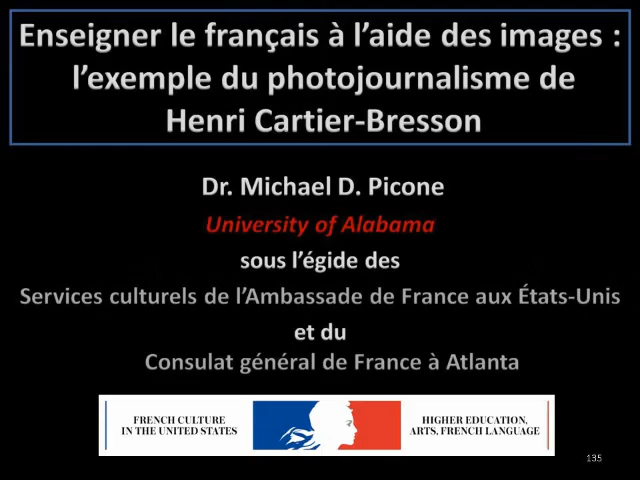 Enseigner le français à l’aide des images :
l’exemple du photojournalisme de
Henri Cartier-Bresson
Dr. Michael D. Picone
University of Alabama
sous l’égide des
Services culturels de l’Ambassade de France aux États-Unis
et du
Consulat général de France à Atlanta
FRENCH CULTURE
IN THE UNITED STATES
HIGHER EDUCATION,
ARTS, FRENCH LANGUAGE
135